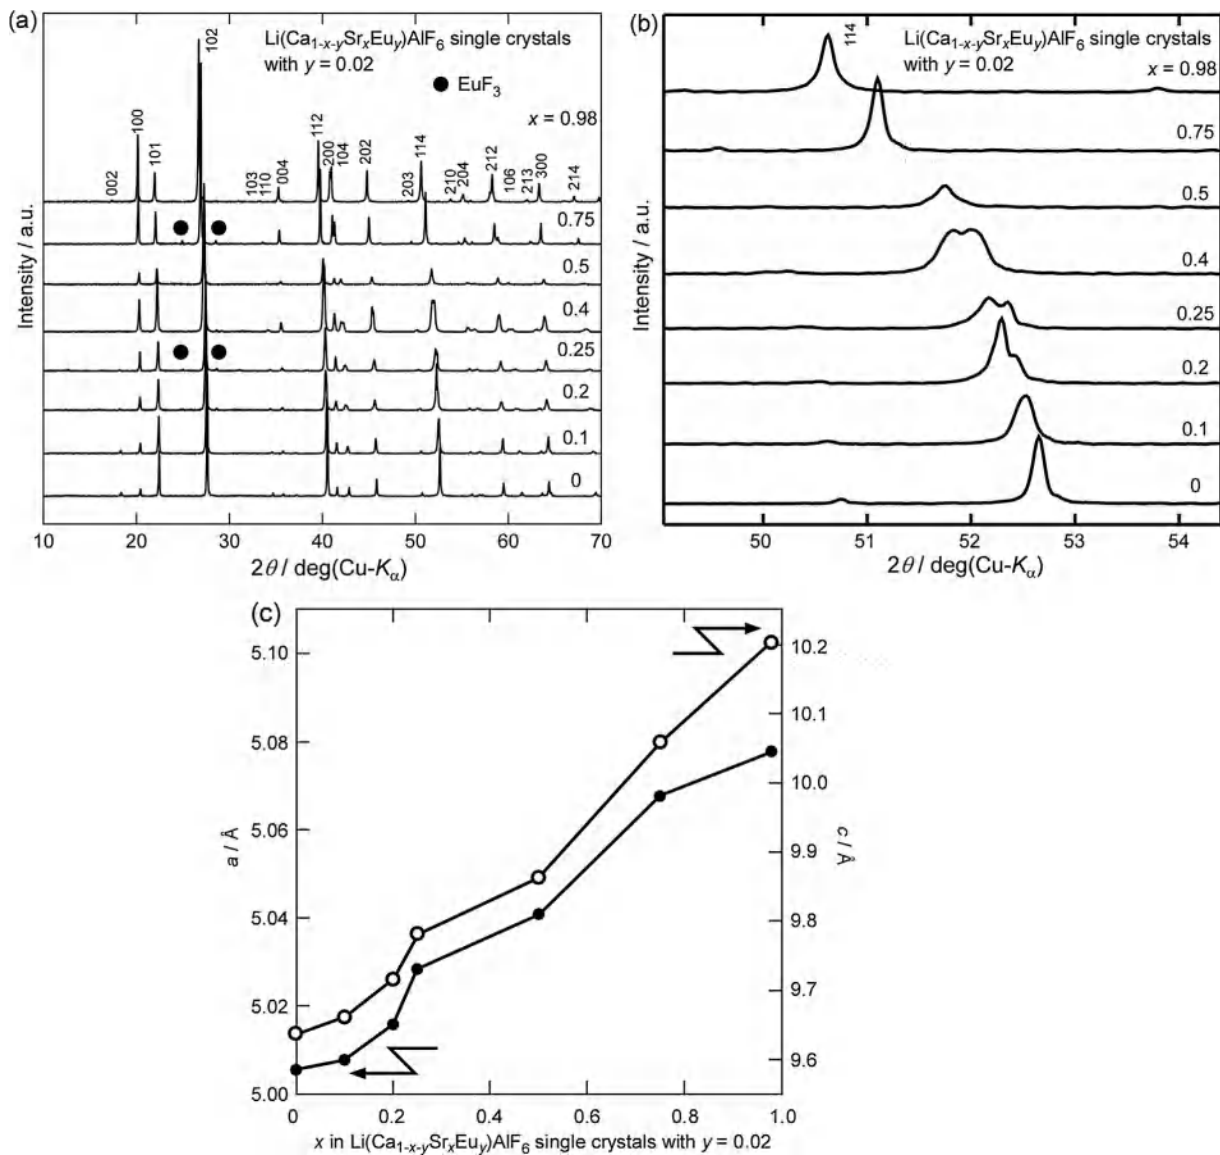 (a)
Li(Ca1-x-ySrxEuy)AlF6 single crystals
with y = 0.02
● EuF3
x = 0.98
002
100
101
102
103
110
004
112
200
104
202
203
114
210
204
212
106
213
300
214
0.75
0.5
0.4
0.25
0.2
0.1
0
Intensity / a.u.
10 20 30 40 50 60 70
2θ / deg(Cu-Kα)
(b)
114
Li(Ca1-x-ySrxEuy)AlF6 single crystals
with y = 0.02
x = 0.98
0.75
0.5
0.4
0.25
0.2
0.1
0
Intensity / a.u.
50 51 52 53 54
2θ / deg(Cu-Kα)
(c)
5.10
5.08
5.06
5.04
5.02
5.00
a / Å
10.2
10.1
10.0
9.9
9.8
9.7
9.6
c / Å
0 0.2 0.4 0.6 0.8 1.0
x in Li(Ca1-x-ySrxEuy)AlF6 single crystals with y = 0.02